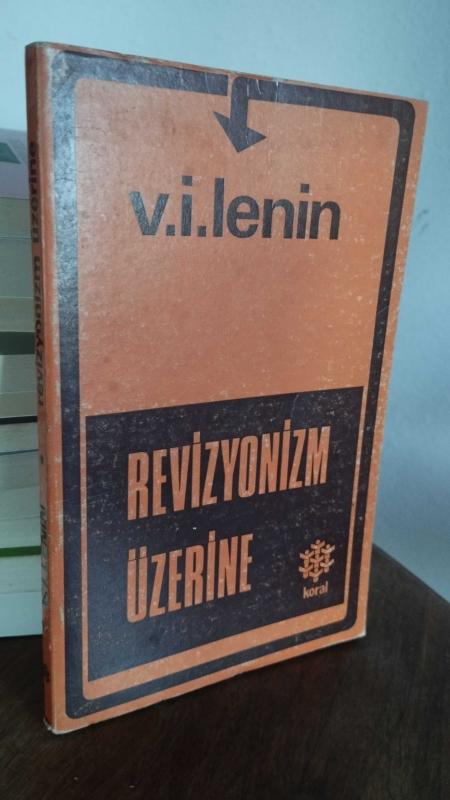 v.i.lenin
REVİZYONİZM
ÜZERİNE
koral
revizyonizm üzerine